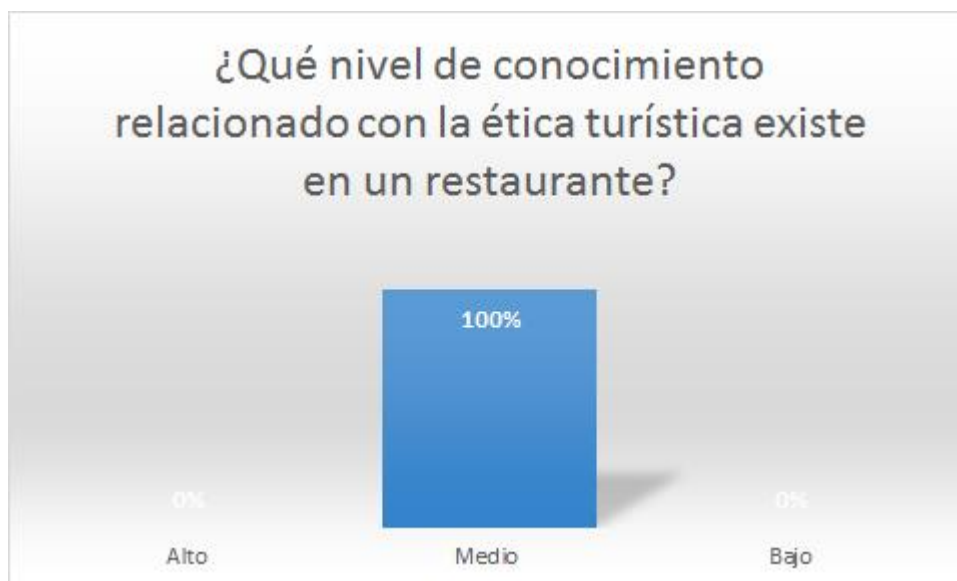 ¿Qué nivel de conocimiento
relacionado con la ética turística existe
en un restaurante?
100%
0%
0%
Alto
Medio
Bajo